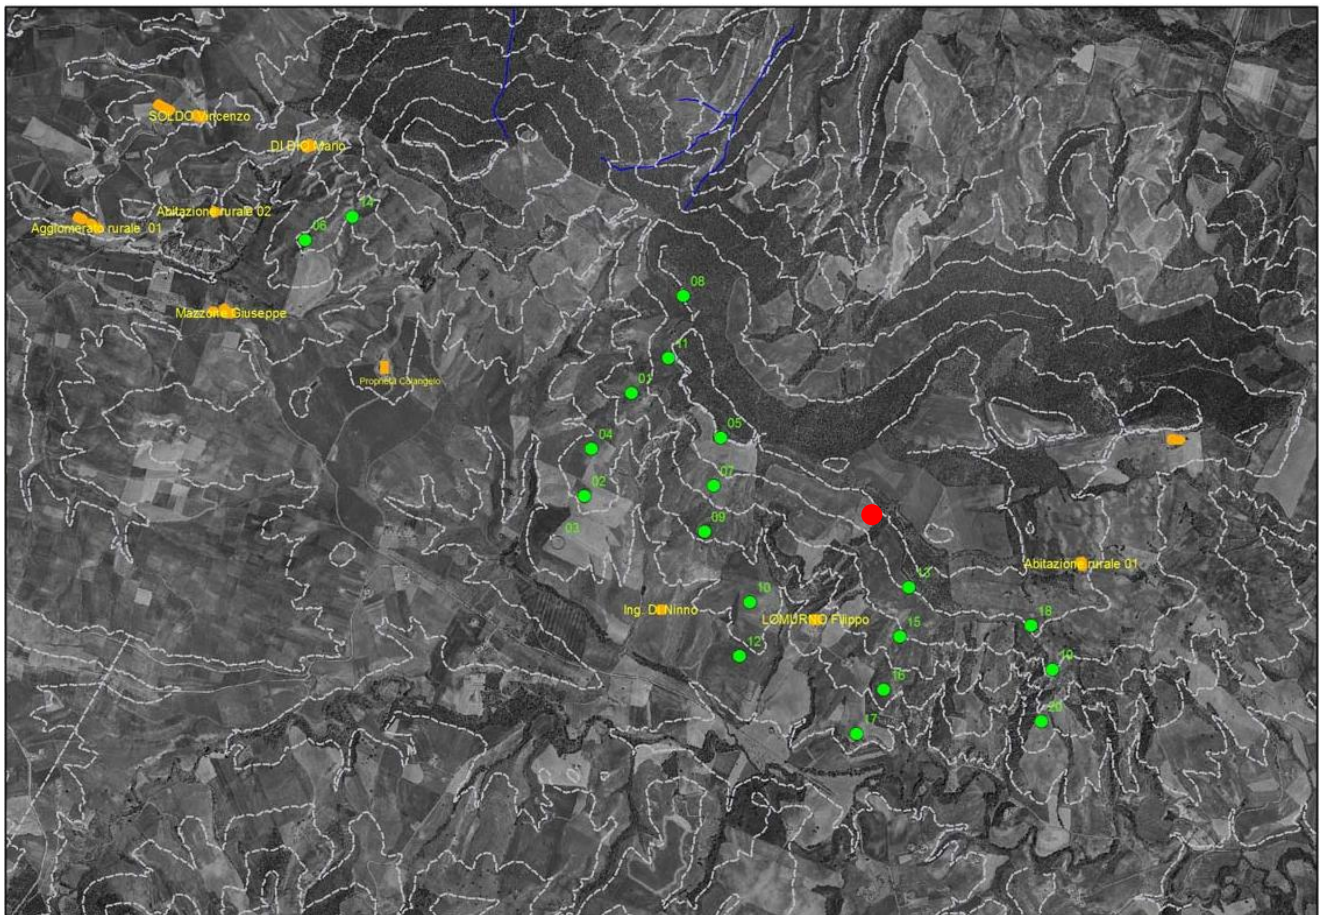 SOLDO Vincenzo
DI DIO Mario
Abitazione rurale 02
Agglomerato rurale 01
14
06
Mazzone Giuseppe
08
11
Proprietà Colangelo
01
05
04
07
02
03
09
Abitazione rurale 01
13
10
Ing. Di Ninno
LOMURNO Filippo
18
15
12
19
16
20
17